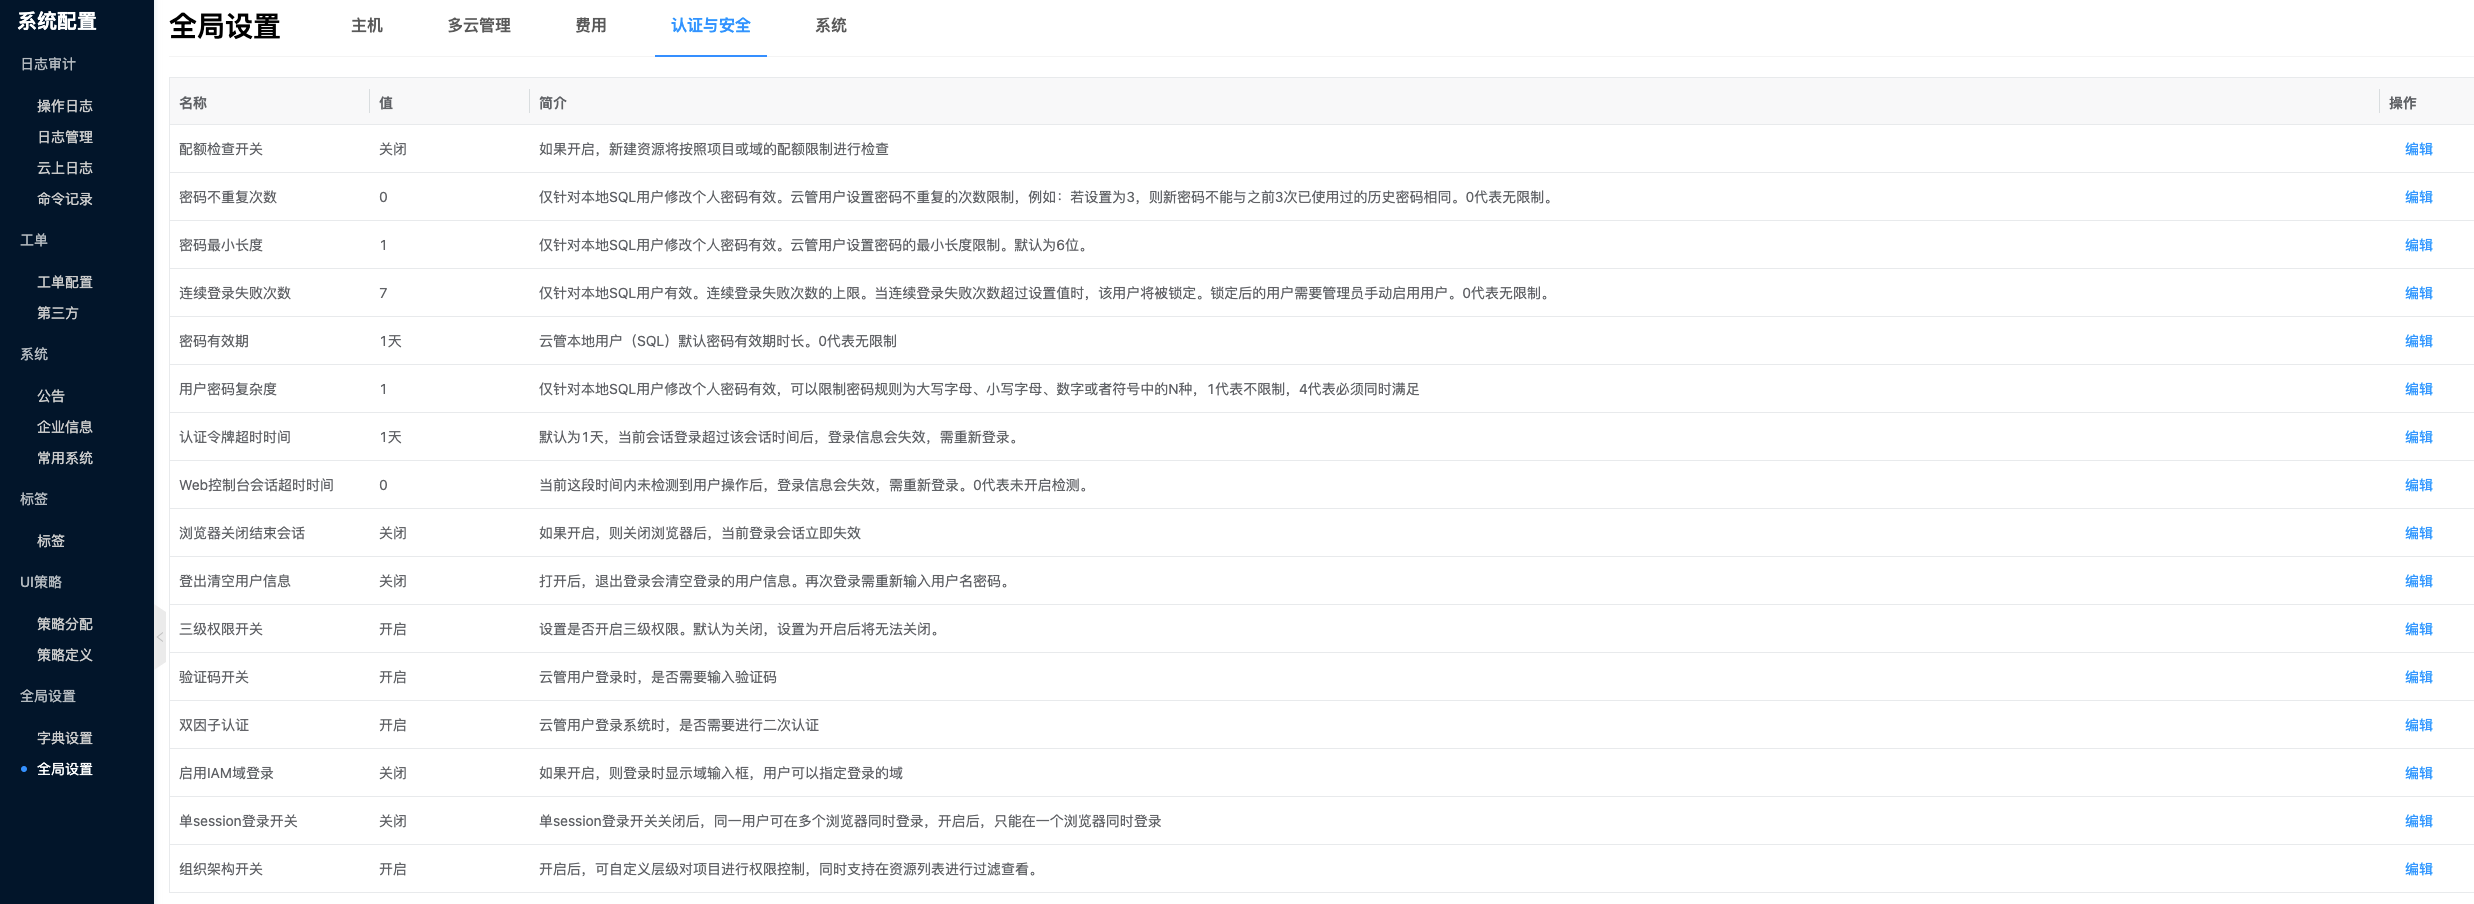 系统配置
日志审计
操作日志
日志管理
云上日志
命令记录
工单
工单配置
第三方
系统
公告
企业信息
常用系统
标签
标签
UI策略
策略分配
策略定义
全局设置
字典设置
全局设置
全局设置 主机 多云管理 费用 认证与安全 系统
名称 值 简介 操作
配额检查开关 关闭 如果开启，新建资源将按照项目或域的配额限制进行检查 编辑
密码不重复次数 0 仅针对本地SQL用户修改个人密码有效。云管用户设置密码不重复的次数限制，例如：若设置为3，则新密码不能与之前3次已使用过的历史密码相同。0代表无限制。 编辑
密码最小长度 1 仅针对本地SQL用户修改个人密码有效。云管用户设置密码的最小长度限制。默认为6位。 编辑
连续登录失败次数 7 仅针对本地SQL用户有效。连续登录失败次数的上限。当连续登录失败次数超过设置值时，该用户将被锁定。锁定后的用户需要管理员手动启用用户。0代表无限制。 编辑
密码有效期 1天 云管本地用户（SQL）默认密码有效期时长。0代表无限制 编辑
用户密码复杂度 1 仅针对本地SQL用户修改个人密码有效，可以限制密码规则为大写字母、小写字母、数字或者符号中的N种，1代表不限制，4代表必须同时满足 编辑
认证令牌超时时间 1天 默认为1天，当前会话登录超过该会话时间后，登录信息会失效，需重新登录。 编辑
Web控制台会话超时时间 0 当前这段时间内未检测到用户操作后，登录信息会失效，需重新登录。0代表未开启检测。 编辑
浏览器关闭结束会话 关闭 如果开启，则关闭浏览器后，当前登录会话立即失效 编辑
登出清空用户信息 关闭 打开后，退出登录会清空登录的用户信息。再次登录需重新输入用户名密码。 编辑
三级权限开关 开启 设置是否开启三级权限。默认为关闭，设置为开启后将无法关闭。 编辑
验证码开关 开启 云管用户登录时，是否需要输入验证码 编辑
双因子认证 开启 云管用户登录系统时，是否需要进行二次认证 编辑
启用IAM域登录 关闭 如果开启，则登录时显示域输入框，用户可以指定登录的域 编辑
单session登录开关 关闭 单session登录开关关闭后，同一用户可在多个浏览器同时登录，开启后，只能在一个浏览器同时登录 编辑
组织架构开关 开启 开启后，可自定义层级对项目进行权限控制，同时支持在资源列表进行过滤查看。 编辑